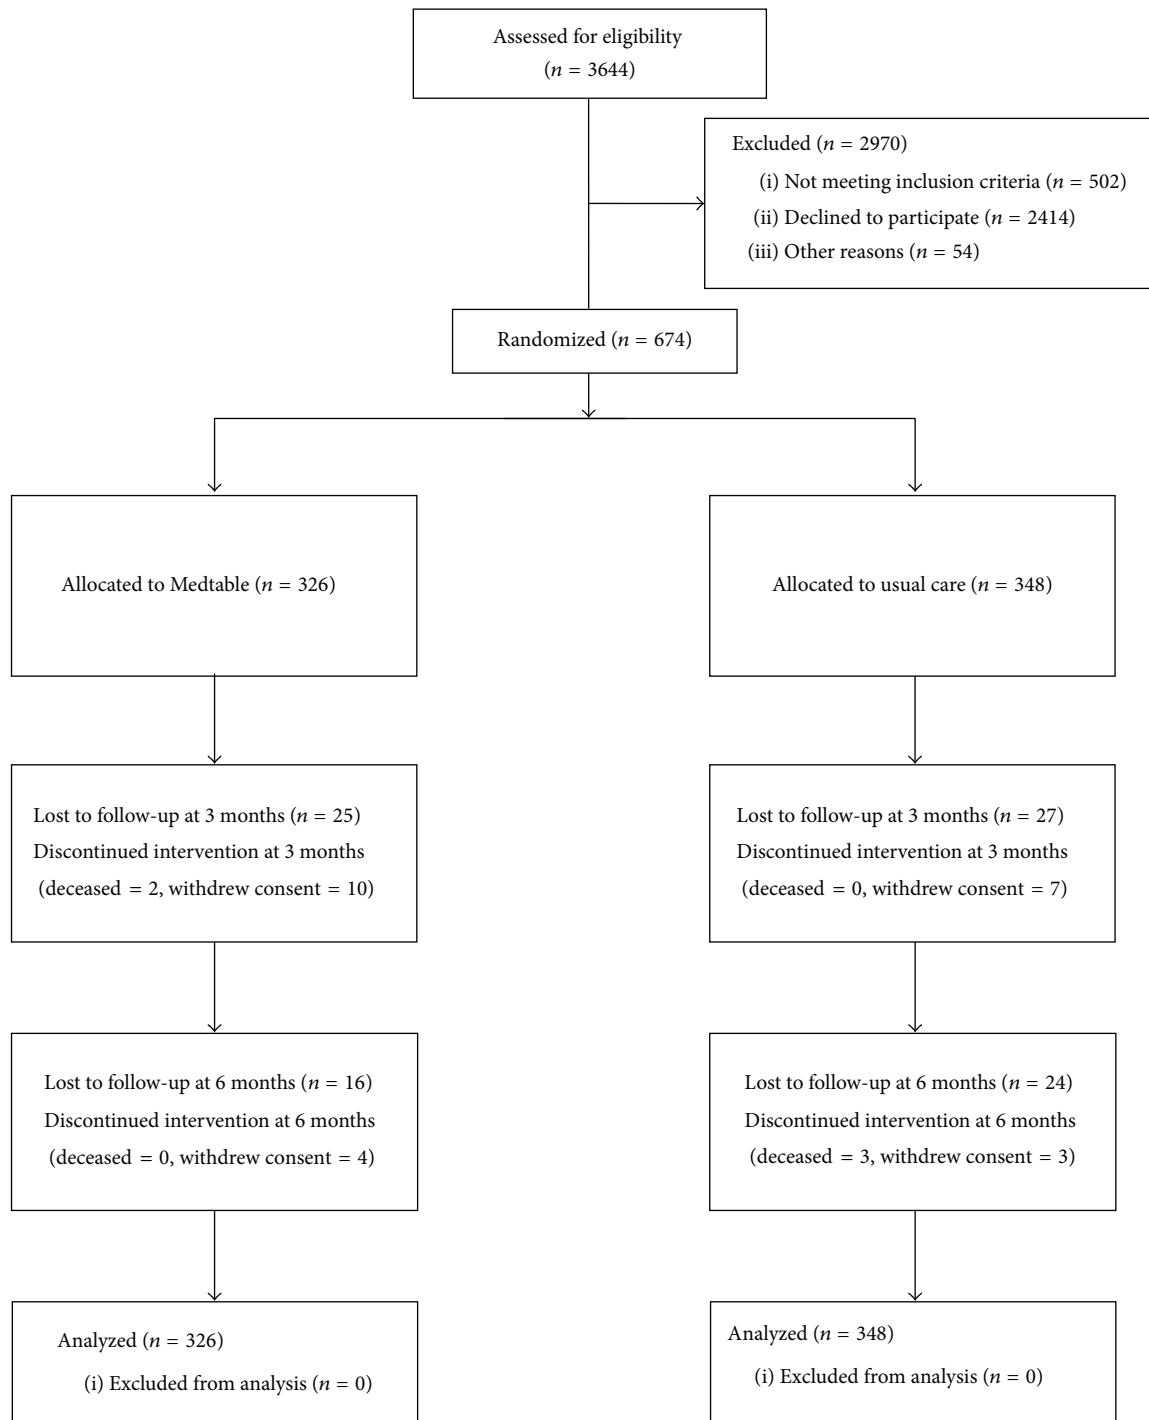 Assessed for eligibility
(n = 3644)
Excluded (n = 2970)
(i) Not meeting inclusion criteria (n = 502)
(ii) Declined to participate (n = 2414)
(iii) Other reasons (n = 54)
Randomized (n = 674)
Allocated to Medtable (n = 326)
Allocated to usual care (n = 348)
Lost to follow-up at 3 months (n = 25)
Discontinued intervention at 3 months
(deceased = 2, withdrew consent = 10)
Lost to follow-up at 3 months (n = 27)
Discontinued intervention at 3 months
(deceased = 0, withdrew consent = 7)
Lost to follow-up at 6 months (n = 16)
Discontinued intervention at 6 months
(deceased = 0, withdrew consent = 4)
Lost to follow-up at 6 months (n = 24)
Discontinued intervention at 6 months
(deceased = 3, withdrew consent = 3)
Analyzed (n = 326)
(i) Excluded from analysis (n = 0)
Analyzed (n = 348)
(i) Excluded from analysis (n = 0)